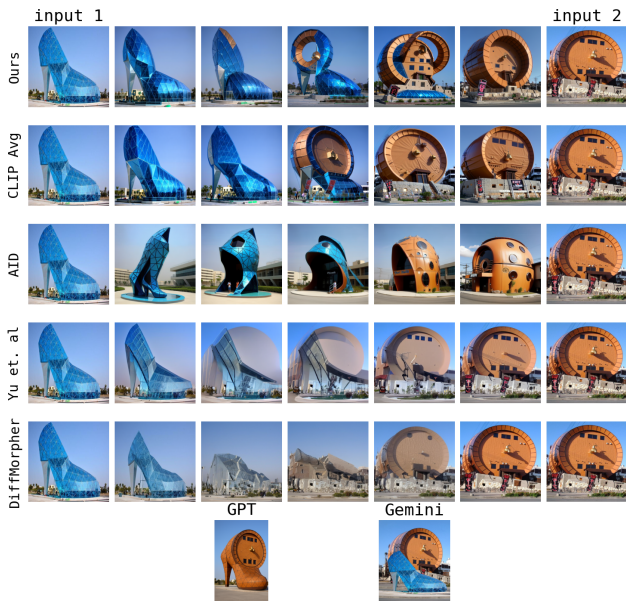 input 1
input 2
Ours
CLIP Avg
AID
Yu et. al
DiffMorpher
GPT
Gemini